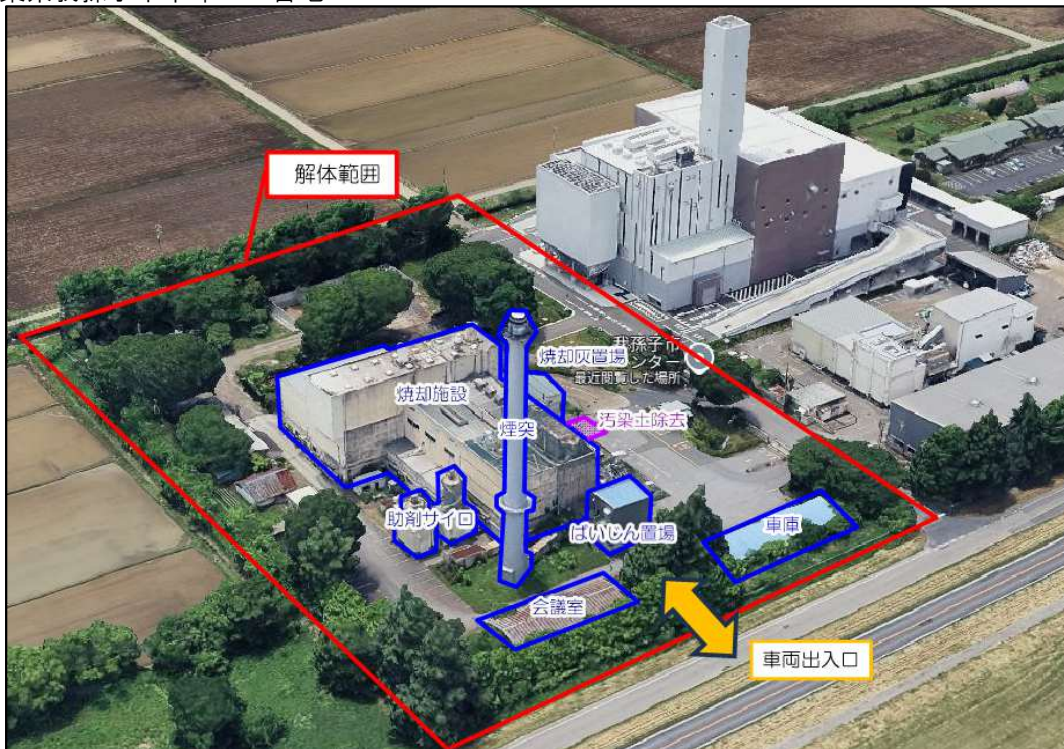 解体範囲
我孫子市
ンセンター
最近閲覧した場所
焼却灰置場
焼却施設
煙突
汚染土除去
助剤サイロ
ばいじん置場
車庫
会議室
車両出入口